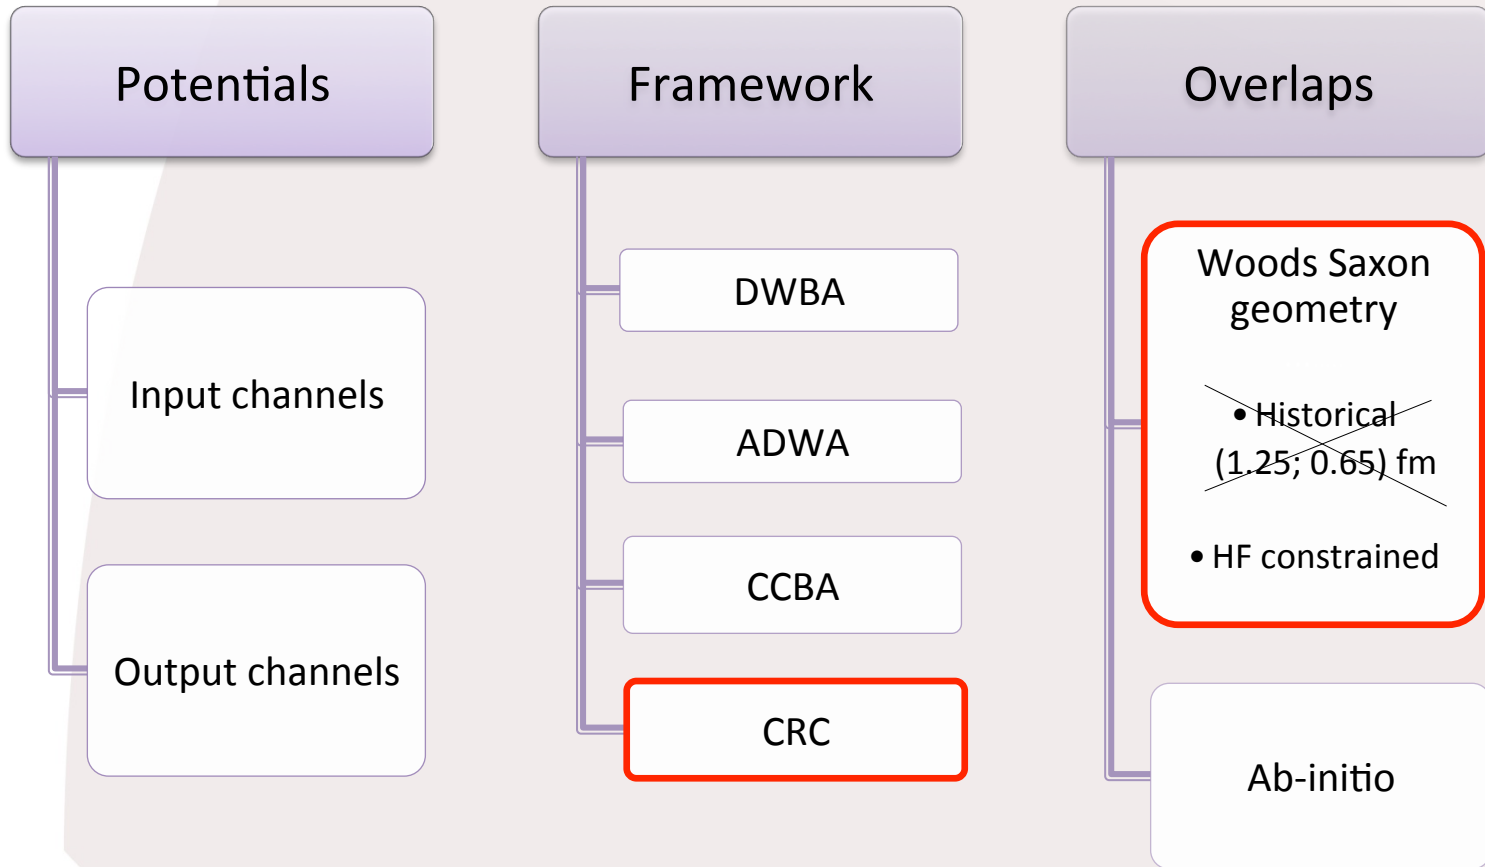 Potentials
Input channels
Output channels
Framework
DWBA
ADWA
CCBA
CRC
Overlaps
Woods Saxon
geometry
• Historical
(1.25; 0.65) fm
• HF constrained
Ab-initio